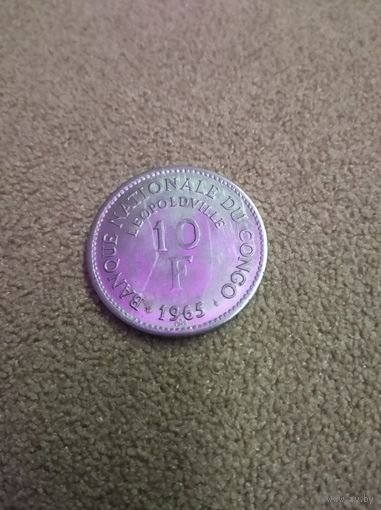 BANQUE NATIONALE DU CONGO
LEOPOLDVILLE
10
F
1965